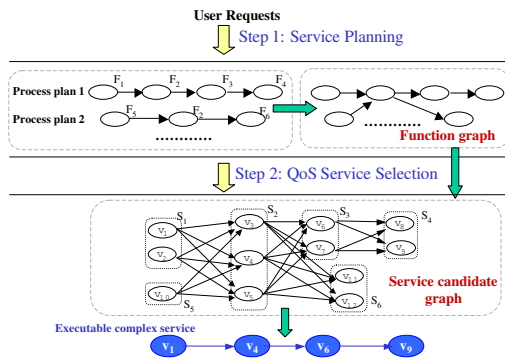 User Requests
Step 1: Service Planning
F1 F2 F3 F4
Process plan 1
F5 F2 F6
Process plan 2
............
............
Function graph
Step 2: QoS Service Selection
S1 S2 S3 S4
v1 v3 v6 v8
v2 v4 v7 v9
v10 v5 v11
v12
S5 S6
Service candidate
graph
Executable complex service
v1 v4 v6 v9